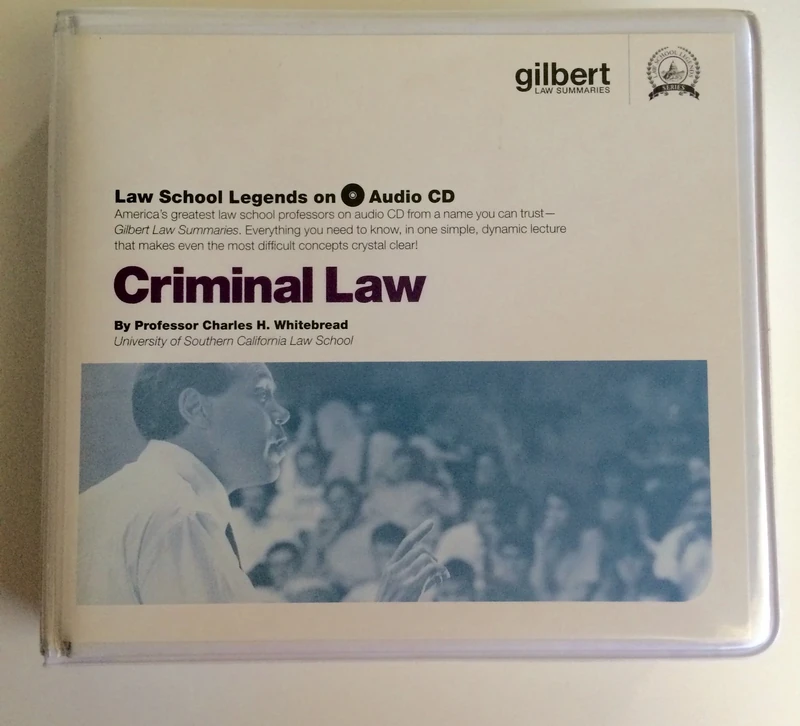 gilbert
LAW SUMMARIES
LAW SCHOOL LEGENDS
SERIES
Law School Legends on Audio CD
America's greatest law school professors on audio CD from a name you can trust—
Gilbert Law Summaries. Everything you need to know, in one simple, dynamic lecture
that makes even the most difficult concepts crystal clear!
Criminal Law
By Professor Charles H. Whitebread
University of Southern California Law School